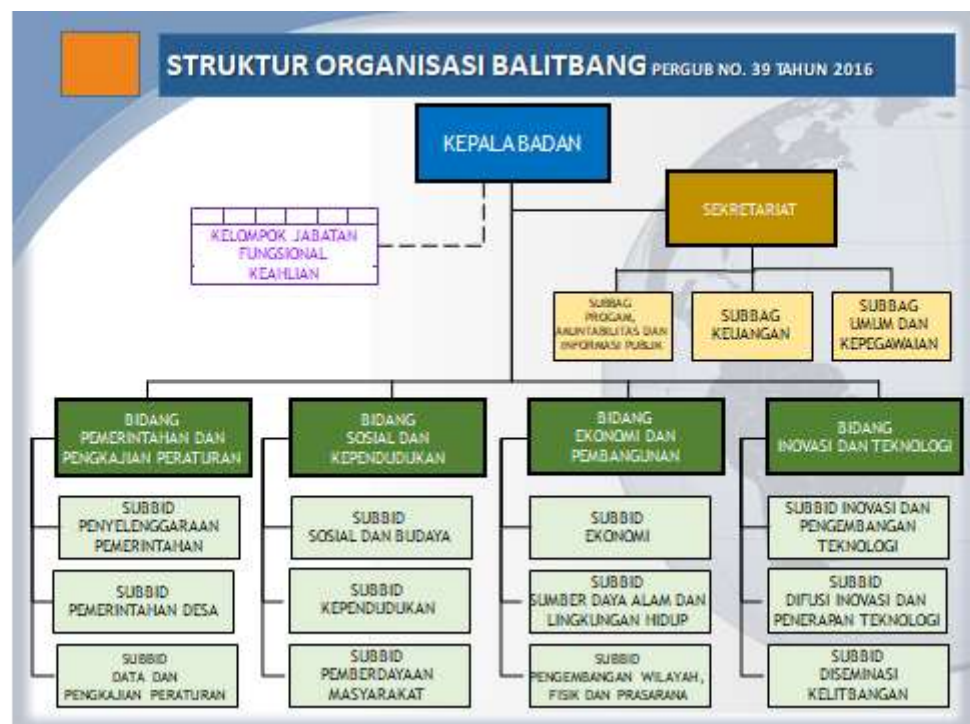 STRUKTUR ORGANISASI BALITBANG PERGUB NO. 39 TAHUN 2016
KEPALA BADAN
SEKRETARIAT
KELOMPOK JABATAN
FUNGSIONAL
KEAHLIAN
SUBBAG
PROGAM,
AKUNTABILITAS DAN
INFORMASI PUBLIK
SUBBAG
KEUANGAN
SUBBAG
UMUM DAN
KEPEGAWAIAN
BIDANG
PEMERINTAHAN DAN
PENGKAJIAN PERATURAN
BIDANG
SOSIAL DAN
KEPENDUDUKAN
BIDANG
EKONOMI DAN
PEMBANGUNAN
BIDANG
INOVASI DAN TEKNOLOGI
SUBBID
PENYELENGGARAAN
PEMERINTAHAN
SUBBID
SOSIAL DAN BUDAYA
SUBBID
EKONOMI
SUBBID INOVASI DAN
PENGEMBANGAN
TEKNOLOGI
SUBBID
PEMERINTAHAN DESA
SUBBID
KEPENDUDUKAN
SUBBID
SUMBER DAYA ALAM DAN
LINGKUNGAN HIDUP
SUBBID
DIFUSI INOVASI DAN
PENERAPAN TEKNOLOGI
SUBBID
DATA DAN
PENGKAJIAN PERATURAN
SUBBID
PEMBERDAYAAN
MASYARAKAT
SUBBID
PENGEMBANGAN WILAYAH,
FISIK DAN PRASARANA
SUBBID
DISEMINASI
KELITBANGAN